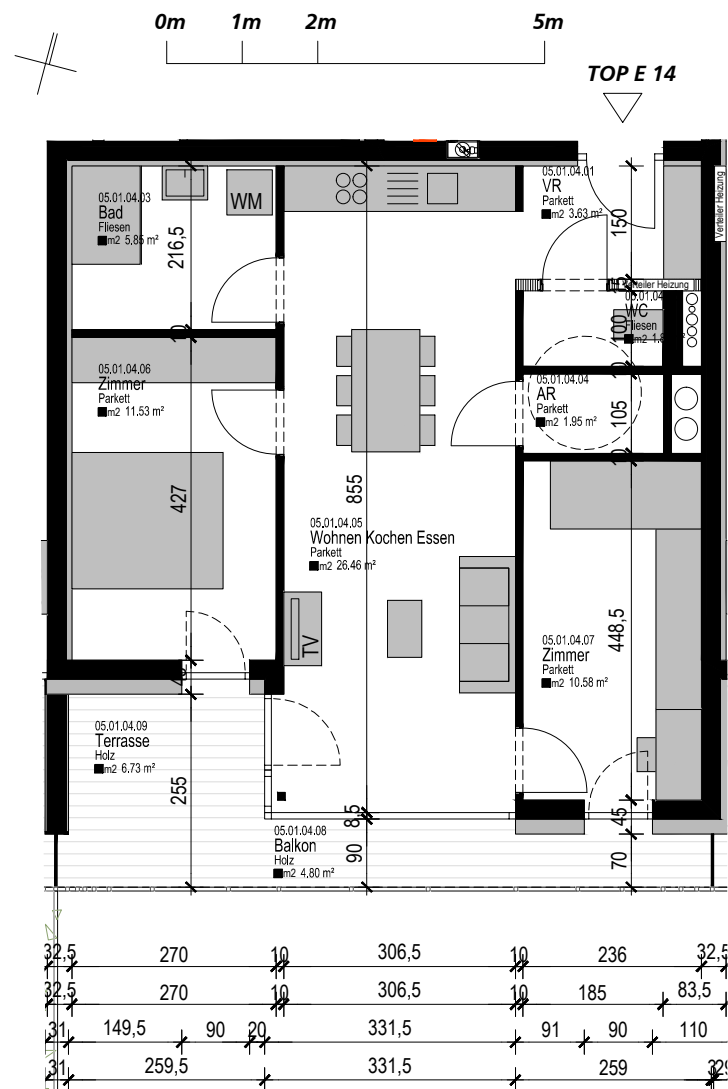 0m 1m 2m 5m
TOP E 14
05.01.04.03
Bad
Fliesen
m2 5.85 m²
WM
216,5
10
05.01.04.01
VR
Parkett
m2 3.63 m²
150
Verteiler Heizung
15
WC
Fliesen
100
10
05.01.04.06
Zimmer
Parkett
m2 11.53 m²
427
05.01.04.04
AR
Parkett
m2 1.95 m²
105
10
855
05.01.04.05
Wohnen Kochen Essen
Parkett
m2 26.46 m²
TV
448,5
05.01.04.07
Zimmer
Parkett
m2 10.58 m²
05.01.04.09
Terrasse
Holz
m2 6.73 m²
255
8,5
45
05.01.04.08
Balkon
Holz
m2 4.80 m²
90
70
32,5 270 10 306,5 10 236 32,5
32,5 270 10 306,5 10 185 83,5
31 149,5 90 20 331,5 91 90 110
31 259,5 331,5 259